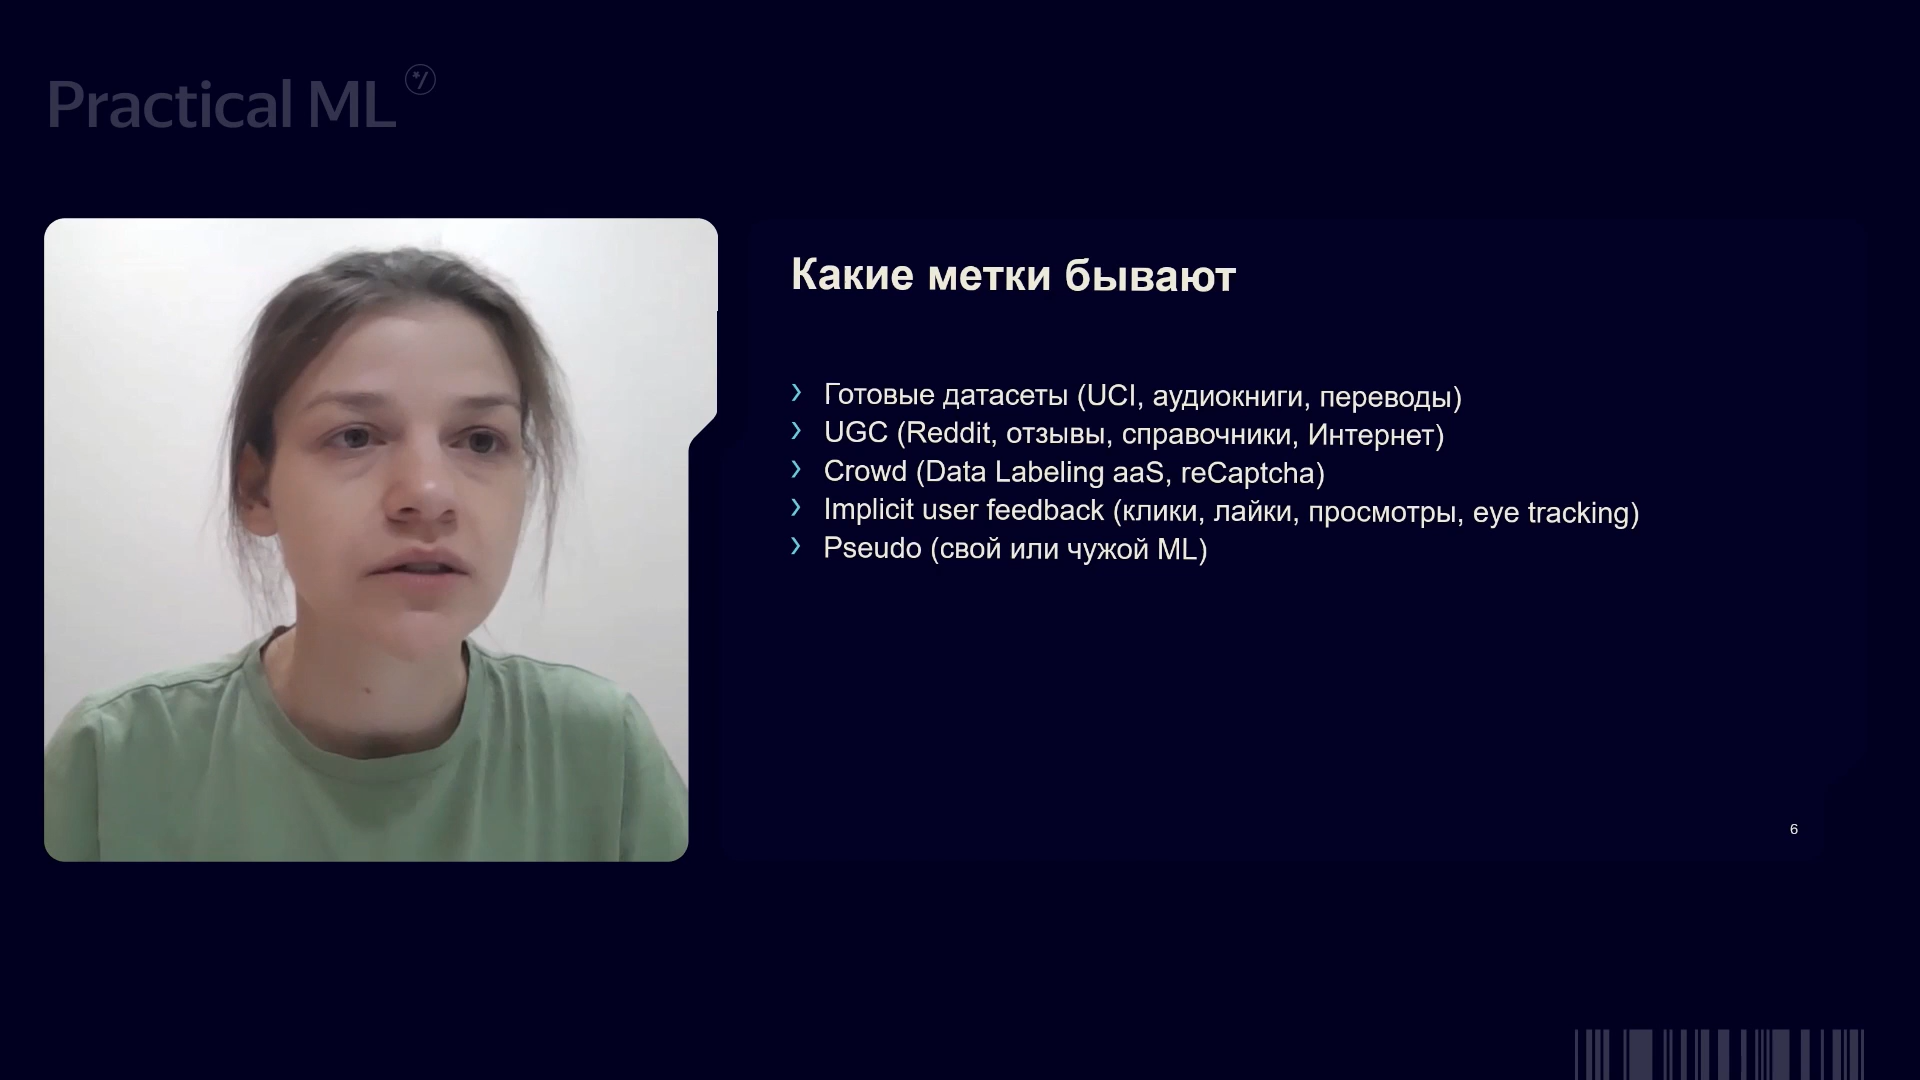 Practical ML
Какие метки бывают
Готовые датасеты (UCI, аудиокниги, переводы)
UGC (Reddit, отзывы, справочники, Интернет)
Crowd (Data Labeling aaS, reCaptcha)
Implicit user feedback (клики, лайки, просмотры, eye tracking)
Pseudo (свой или чужой ML)
6